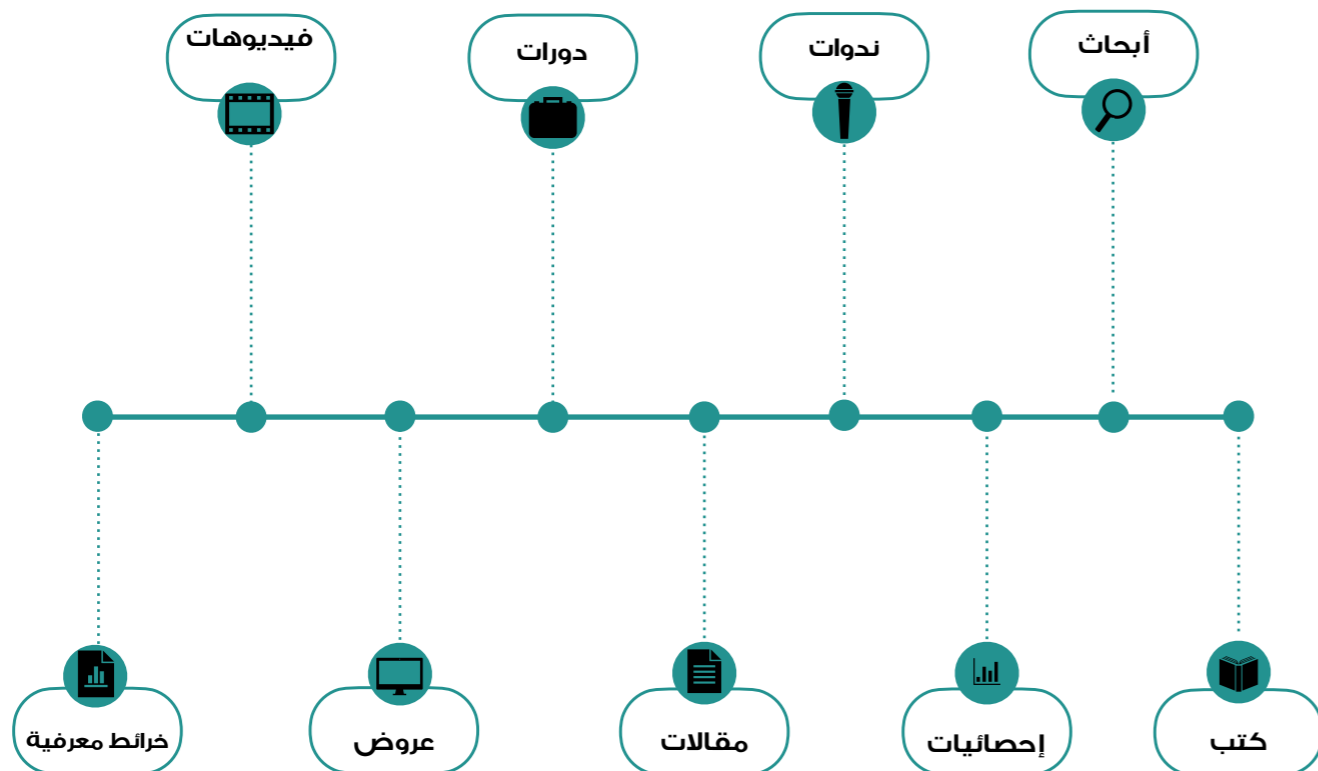 أبحاث
ندوات
دورات
فيديوهات
كتب
إحصائيات
مقالات
عروض
خرائط معرفية